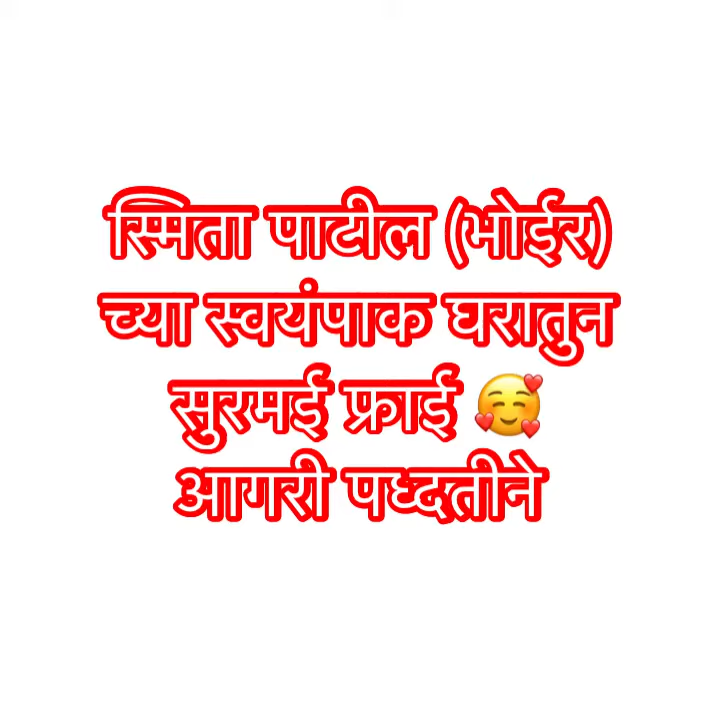 स्मिता पाटील (भोईर)
च्या स्वयंपाक घरातुन
सुरमई फ्राई 🥰
आगरी पध्दतीने